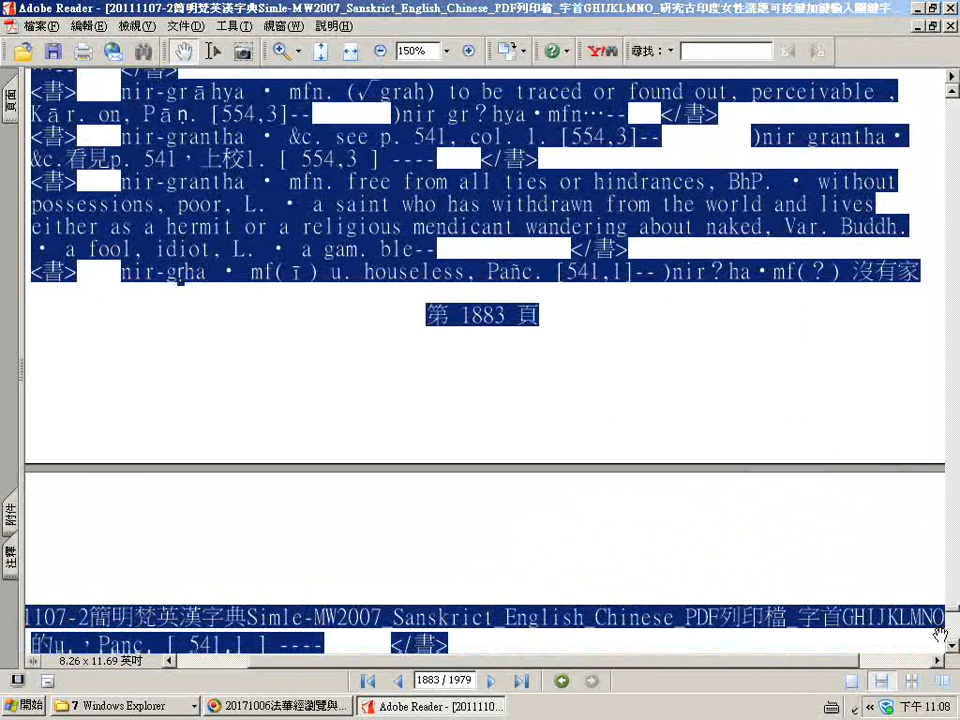 Adobe Reader - [20111107-2簡明梵英漢字典Simle-MW2007_Sanskrict_English_Chinese_PDF列印檔_字首GHIJKLMNO_研究古印度女性議題可按鍵加鍵輸入關鍵字...
檔案(F) 編輯(E) 檢視(V) 文件(D) 工具(T) 視窗(W) 說明(H)
150% 尋找：
頁面
<書> nir-grāhya ‧ mfn. (√ grah) to be traced or found out, perceivable ,
Kār. on, Pāṇ. [554,3]-- )nir gr？hya‧mfn…-- </書>
<書> nir-grantha ‧ &c. see p. 541, col. 1. [554,3]-- )nir grantha‧
&c.看見p. 541，上校1. [ 554,3 ] ---- </書>
<書> nir-grantha ‧ mfn. free from all ties or hindrances, BhP. ‧ without
possessions, poor, L. ‧ a saint who has withdrawn from the world and lives
either as a hermit or a religious mendicant wandering about naked, Var. Buddh.
‧ a fool, idiot, L. ‧ a gam. ble-- </書>
<書> nir-gṛha ‧ mf(ī) u. houseless, Pañc. [541,1]-- )nir？ha‧mf(？) 沒有家
第 1883 頁
附件
注釋
1107-2簡明梵英漢字典Simle-MW2007_Sanskrict_English_Chinese_PDF列印檔_字首GHIJKLMNO
的u.，Panc. [ 541,1 ] ---- </書>
8.26 x 11.69 英吋
1883 / 1979
開始 7 Windows Explorer 20171006法華經瀏覽與... Adobe Reader - [2011110... 下午 11:08